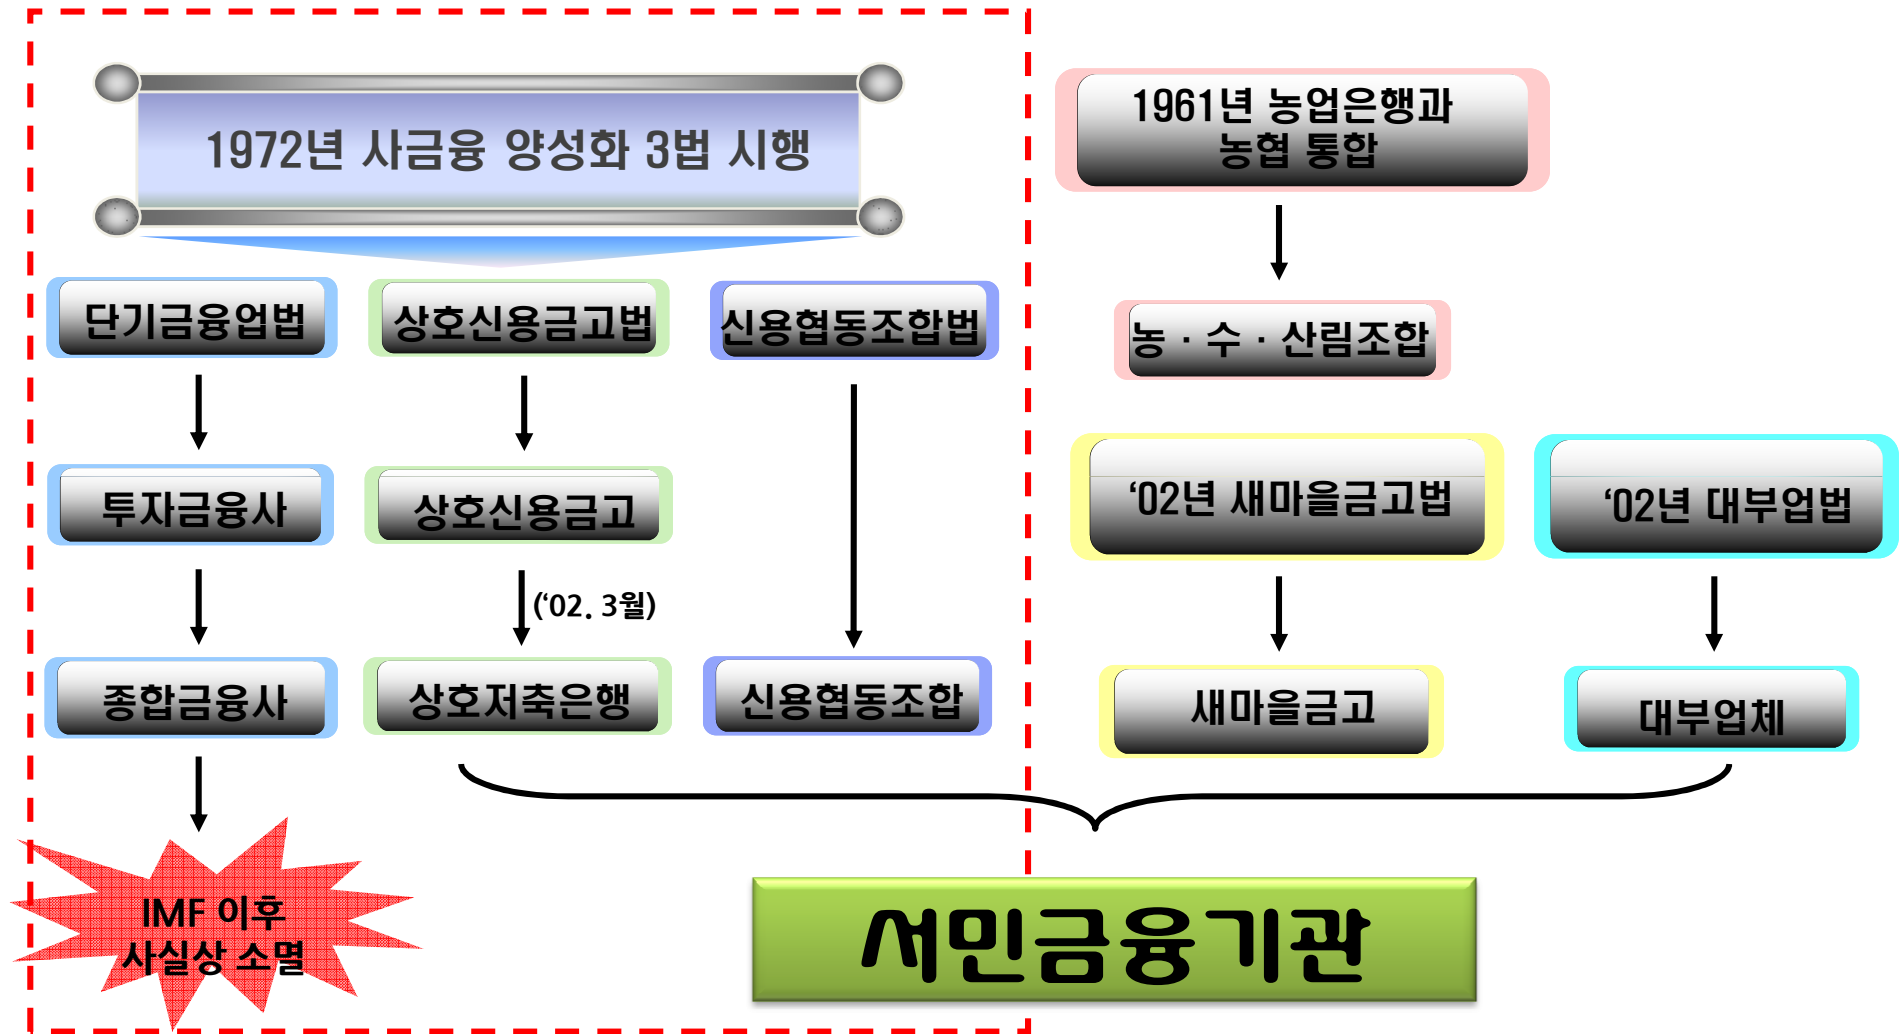 1972년 사금융 양성화 3법 시행
1961년 농업은행과
농협 통합
단기금융업법
상호신용금고법
신용협동조합법
농 · 수 · 산림조합
투자금융사
상호신용금고
‘02년 새마을금고법
‘02년 대부업법
(‘02. 3월)
종합금융사
상호저축은행
신용협동조합
새마을금고
대부업체
IMF 이후
사실상 소멸
서민금융기관